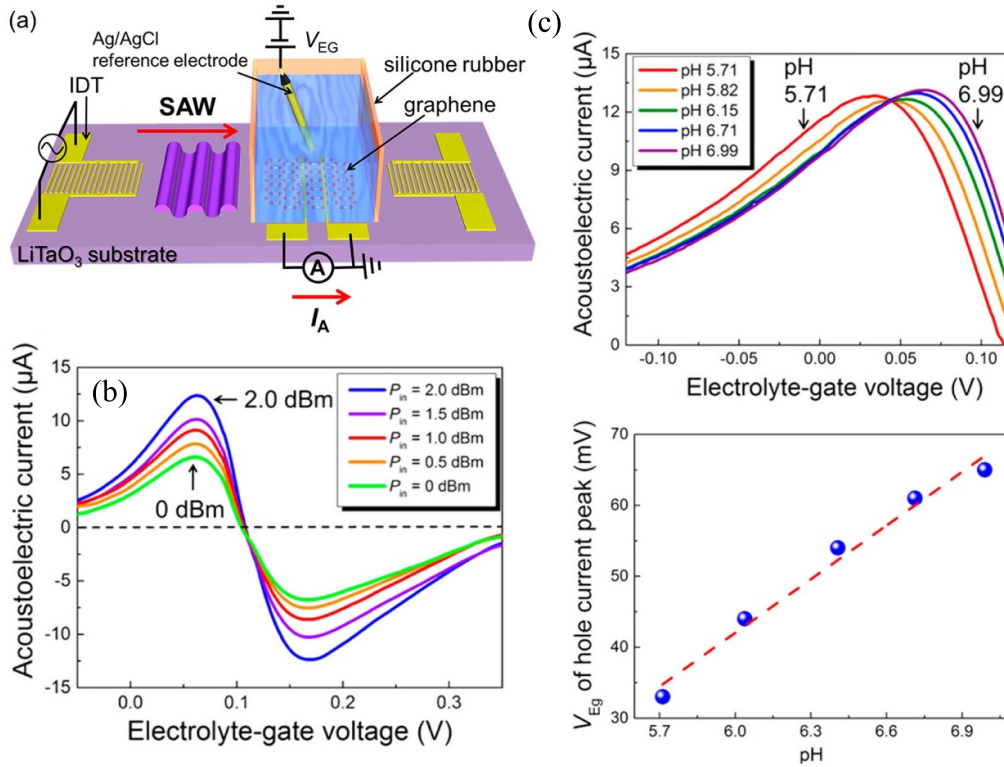 (a)
Ag/AgCl
reference electrode
V_EG
silicone rubber
graphene
IDT
SAW
LiTaO₃ substrate
A
I_A
(b)
Acoustoelectric current (μA)
15
10
5
0
-5
-10
-15
2.0 dBm
0 dBm
P_in = 2.0 dBm
P_in = 1.5 dBm
P_in = 1.0 dBm
P_in = 0.5 dBm
P_in = 0 dBm
0.0
0.1
0.2
0.3
Electrolyte-gate voltage (V)
(c)
Acoustoelectric current (μA)
15
12
9
6
3
0
pH 5.71
pH 5.82
pH 6.15
pH 6.71
pH 6.99
pH
5.71
pH
6.99
-0.10
-0.05
0.00
0.05
0.10
Electrolyte-gate voltage (V)
V_Eg of hole current peak (mV)
70
60
50
40
30
5.7
6.0
6.3
6.6
6.9
pH